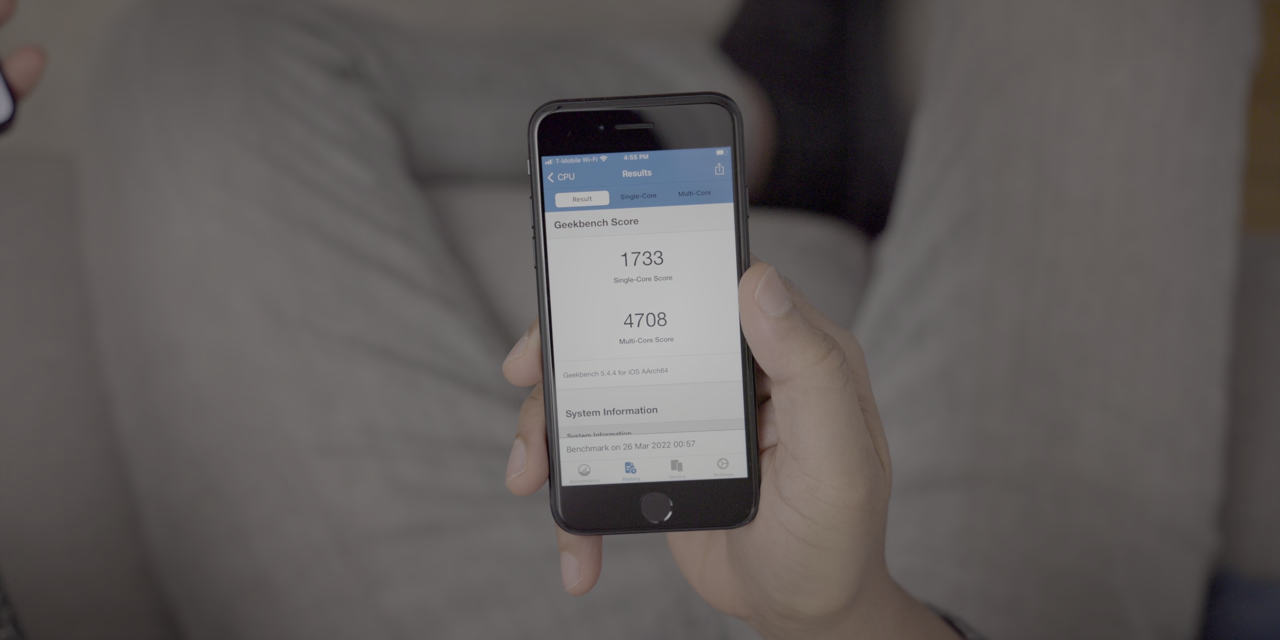 T-Mobile Wi-Fi 4:55 PM
CPU Results
Result Single-Core Multi-Core
Geekbench Score
1733
Single-Core Score
4708
Multi-Core Score
Geekbench 5.4.4 for iOS AArch64
System Information
System Information
Benchmark on 26 Mar 2022 00:57